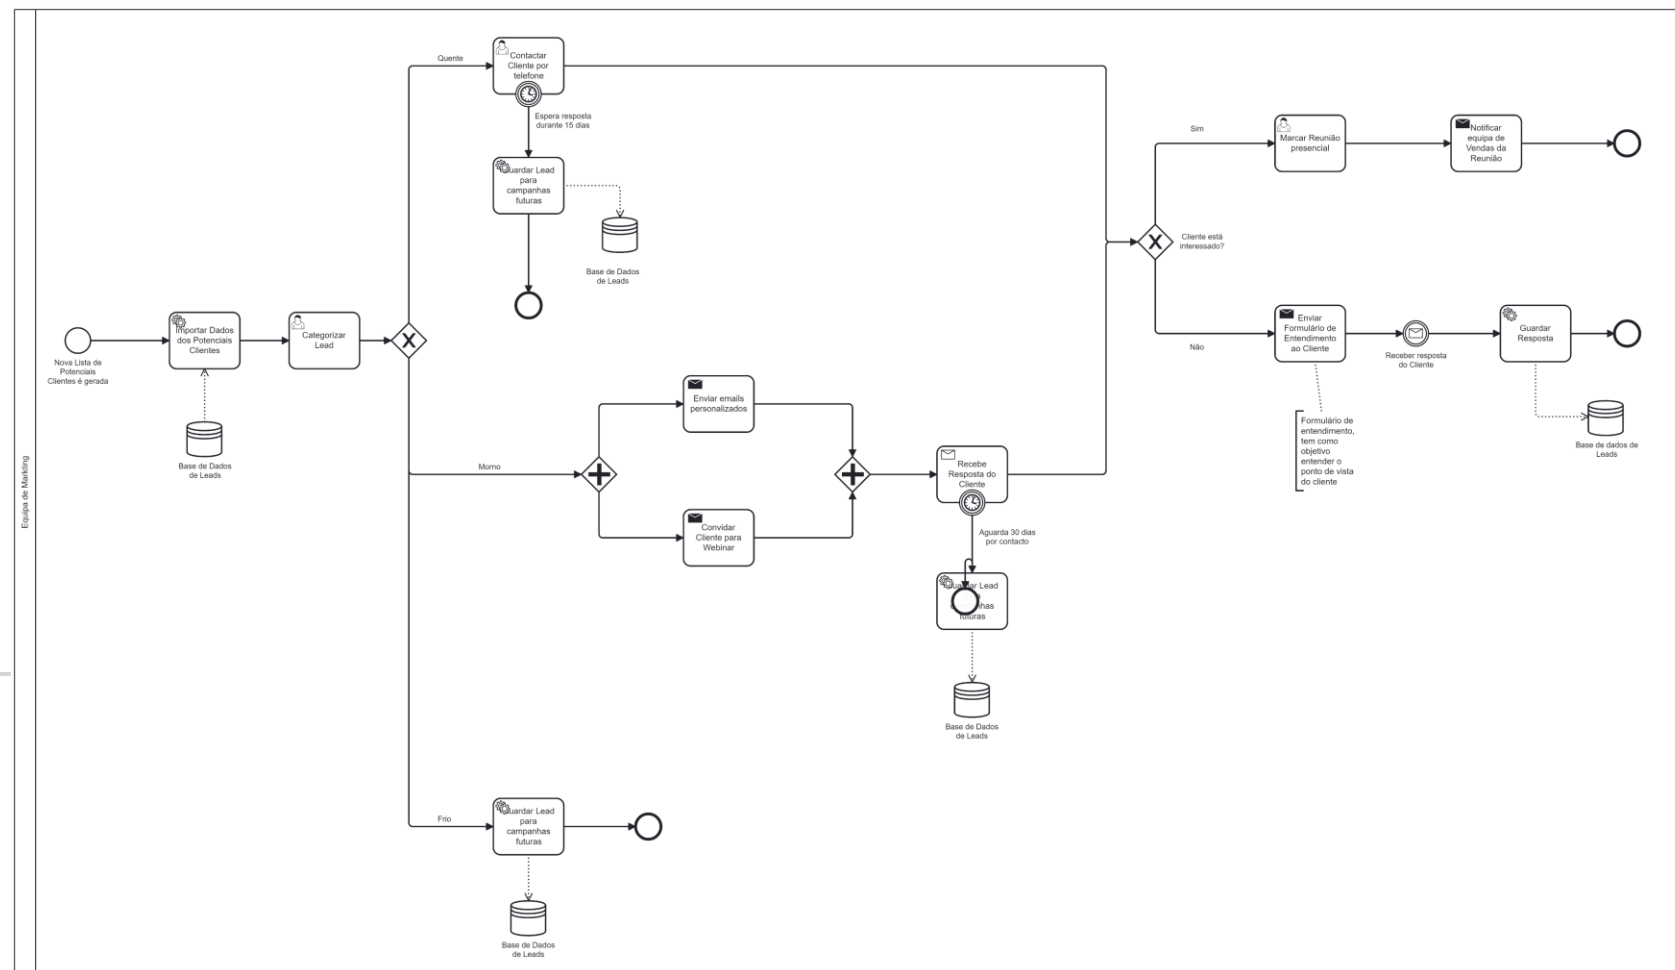 Equipa de Markting
Nova Lista de
Potenciais
Clientes é gerada
Importar Dados
dos Potenciais
Clientes
Base de Dados
de Leads
Categorizar
Lead
Quente
Contactar
Cliente por
telefone
Espera resposta
durante 15 dias
Guardar Lead
para
campanhas
futuras
Base de Dados
de Leads
Morno
Enviar emails
personalizados
Convidar
Cliente para
Webinar
Recebe
Resposta do
Cliente
Aguarda 30 dias
por contacto
Guardar Lead
futuras
Base de Dados
de Leads
Frio
Guardar Lead
para
campanhas
futuras
Base de Dados
de Leads
Cliente está
interessado?
Sim
Marcar Reunião
presencial
Notificar
equipa de
Vendas da
Reunião
Não
Enviar
Formulário de
Entendimento
ao Cliente
Formulário de
entendimento,
tem como
objetivo
entender o
ponto de vista
do cliente
Receber resposta
do Cliente
Guardar
Resposta
Base de dados de
Leads